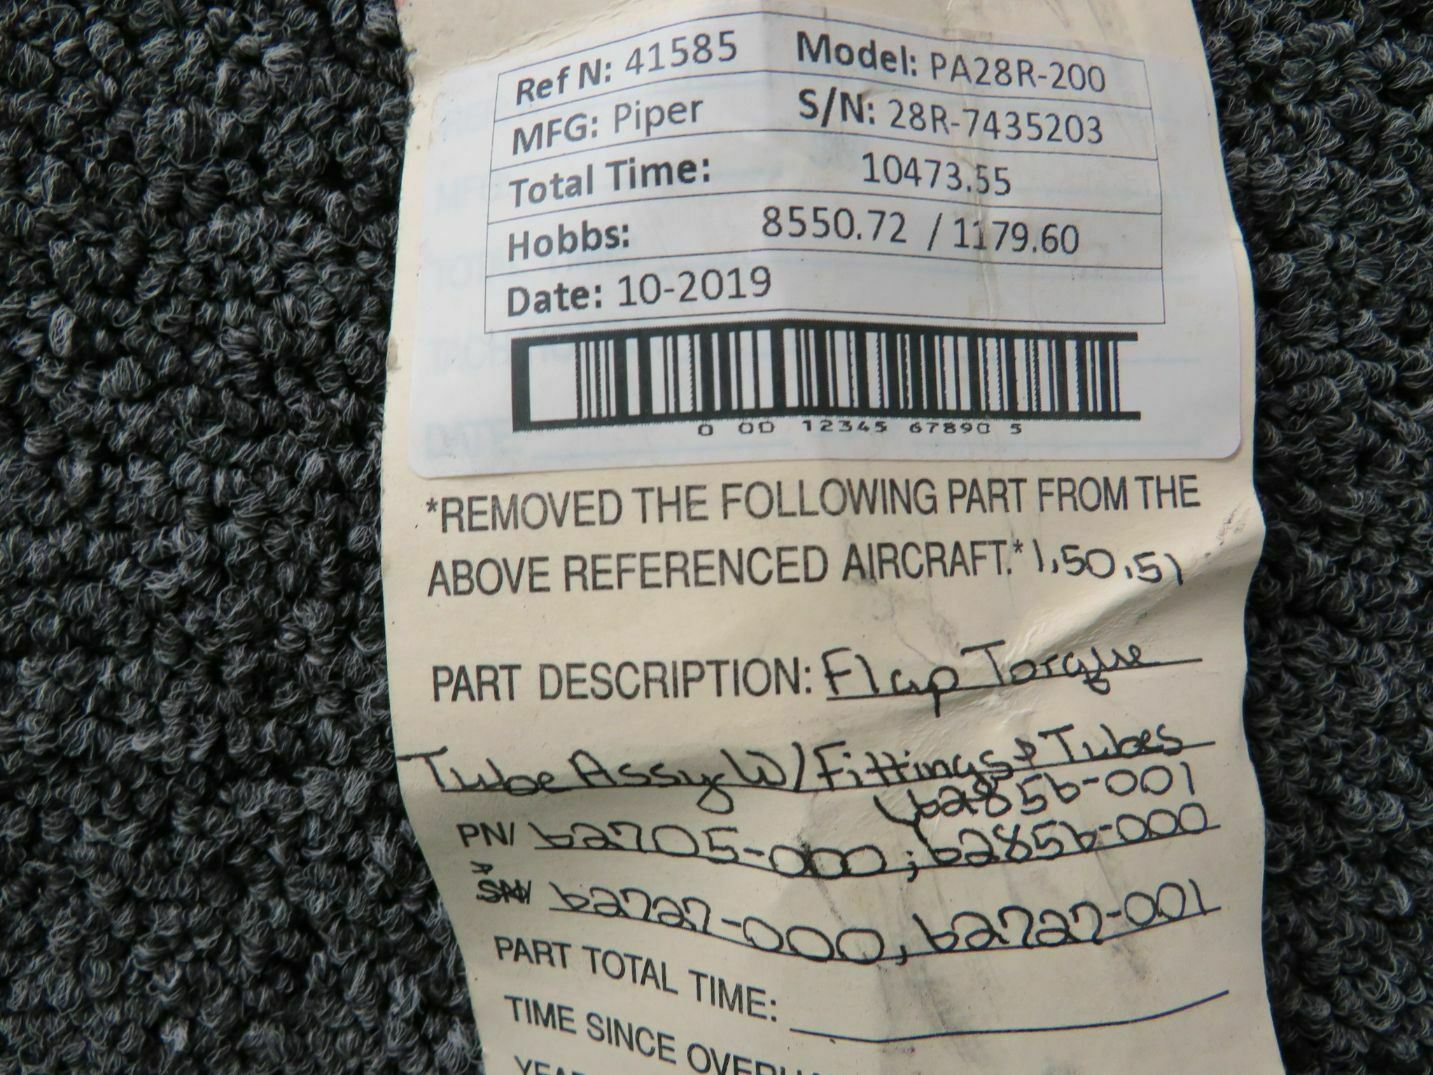 Ref N: 41585 Model: PA28R-200
MFG: Piper S/N: 28R-7435203
Total Time: 10473.55
Hobbs: 8550.72 / 1179.60
Date: 10-2019
0 00 12345 67890 5
*REMOVED THE FOLLOWING PART FROM THE
ABOVE REFERENCED AIRCRAFT.* 1,50,51
PART DESCRIPTION: Flap Torque
Tube Assy W/ Fittings & Tubes
62856-001
PN/ 62705-000; 62856-000
SN/ 62727-000, 62727-001
PART TOTAL TIME:
TIME SINCE